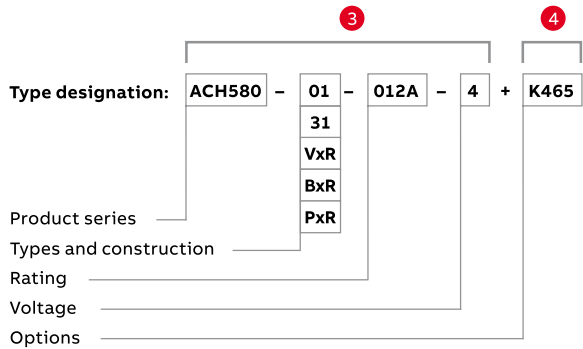 3 4
Type designation: ACH580 – 01 – 012A – 4 + K465
31
VxR
BxR
PxR
Product series
Types and construction
Rating
Voltage
Options